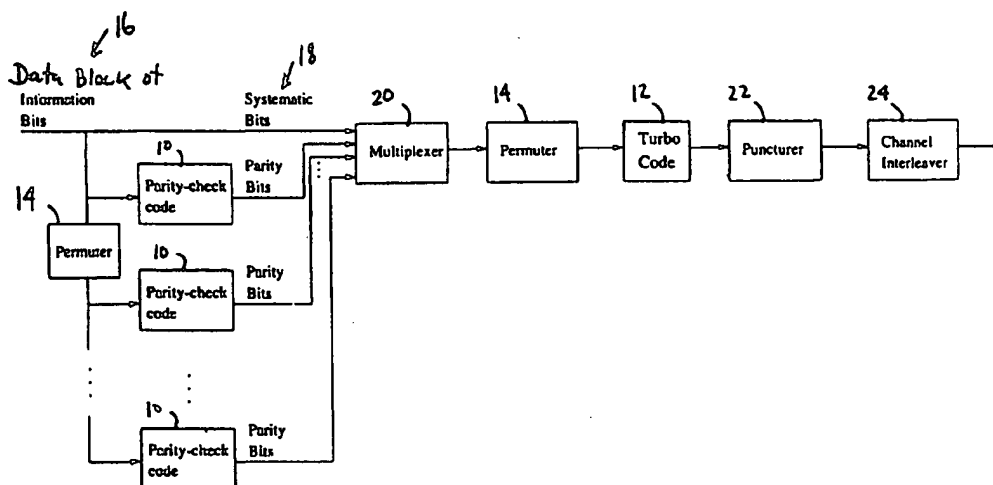 16
Data Block of
Information
Bits
18
Systematic
Bits
20
Multiplexer
14
Permuter
12
Turbo
Code
22
Puncturer
24
Channel
Interleaver
10
Parity-check
code
Parity
Bits
14
Permuter
10
Parity-check
code
Parity
Bits
10
Parity-check
code
Parity
Bits